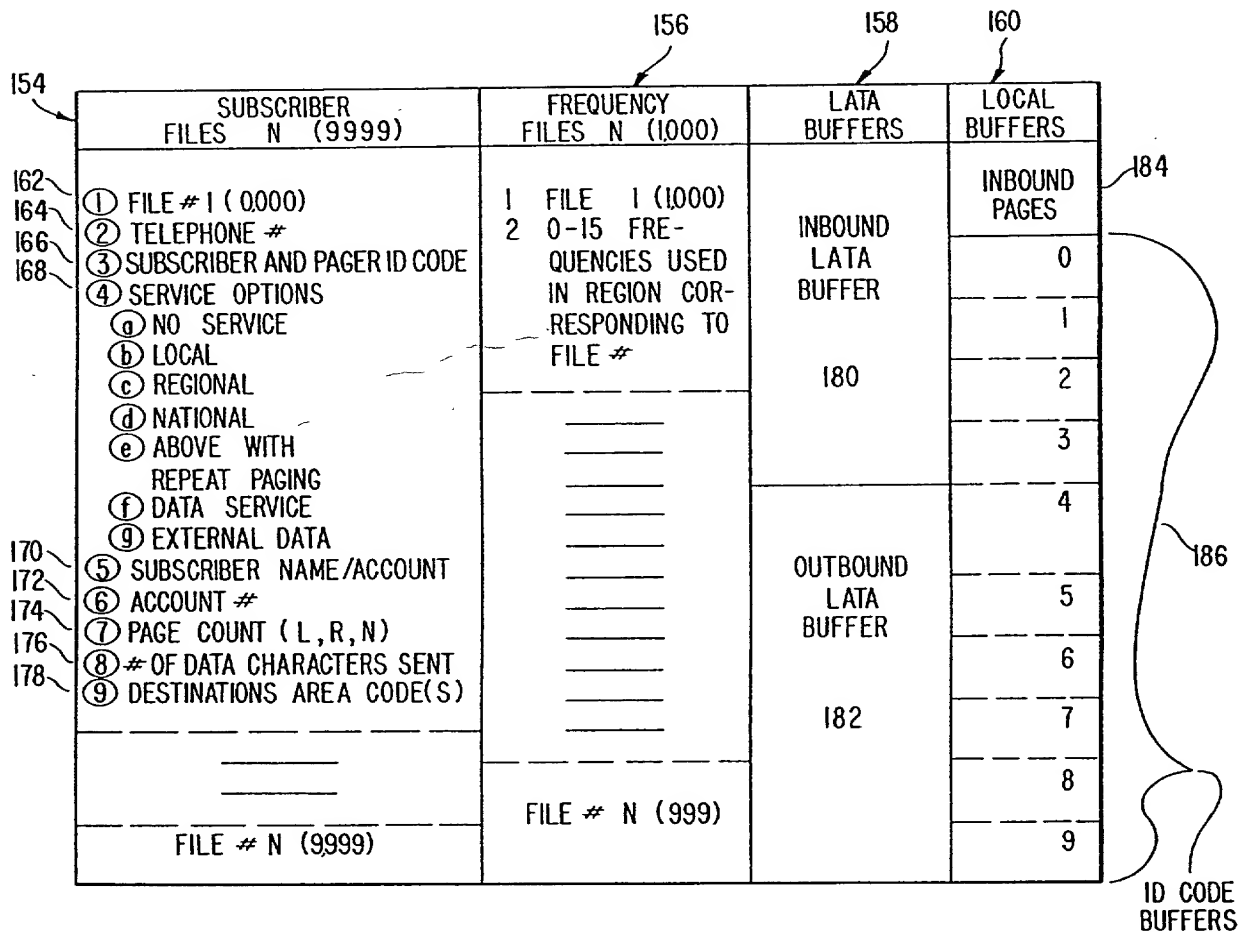 154
156
158
160
SUBSCRIBER
FILES N (9999)
FREQUENCY
FILES N (1,000)
LATA
BUFFERS
LOCAL
BUFFERS
162
① FILE # 1 (0,000)
164
② TELEPHONE #
166
③ SUBSCRIBER AND PAGER ID CODE
168
④ SERVICE OPTIONS
ⓐ NO SERVICE
ⓑ LOCAL
ⓒ REGIONAL
ⓓ NATIONAL
ⓔ ABOVE WITH
REPEAT PAGING
ⓕ DATA SERVICE
ⓖ EXTERNAL DATA
170
⑤ SUBSCRIBER NAME/ACCOUNT
172
⑥ ACCOUNT #
174
⑦ PAGE COUNT (L,R,N)
176
⑧ # OF DATA CHARACTERS SENT
178
⑨ DESTINATIONS AREA CODE(S)
FILE # N (9,999)
1 FILE 1 (1,000)
2 0-15 FRE-
QUENCIES USED
IN REGION COR-
RESPONDING TO
FILE #
FILE # N (999)
INBOUND
LATA
BUFFER
180
OUTBOUND
LATA
BUFFER
182
INBOUND
PAGES
184
0
1
2
3
4
5
6
7
8
9
186
ID CODE
BUFFERS